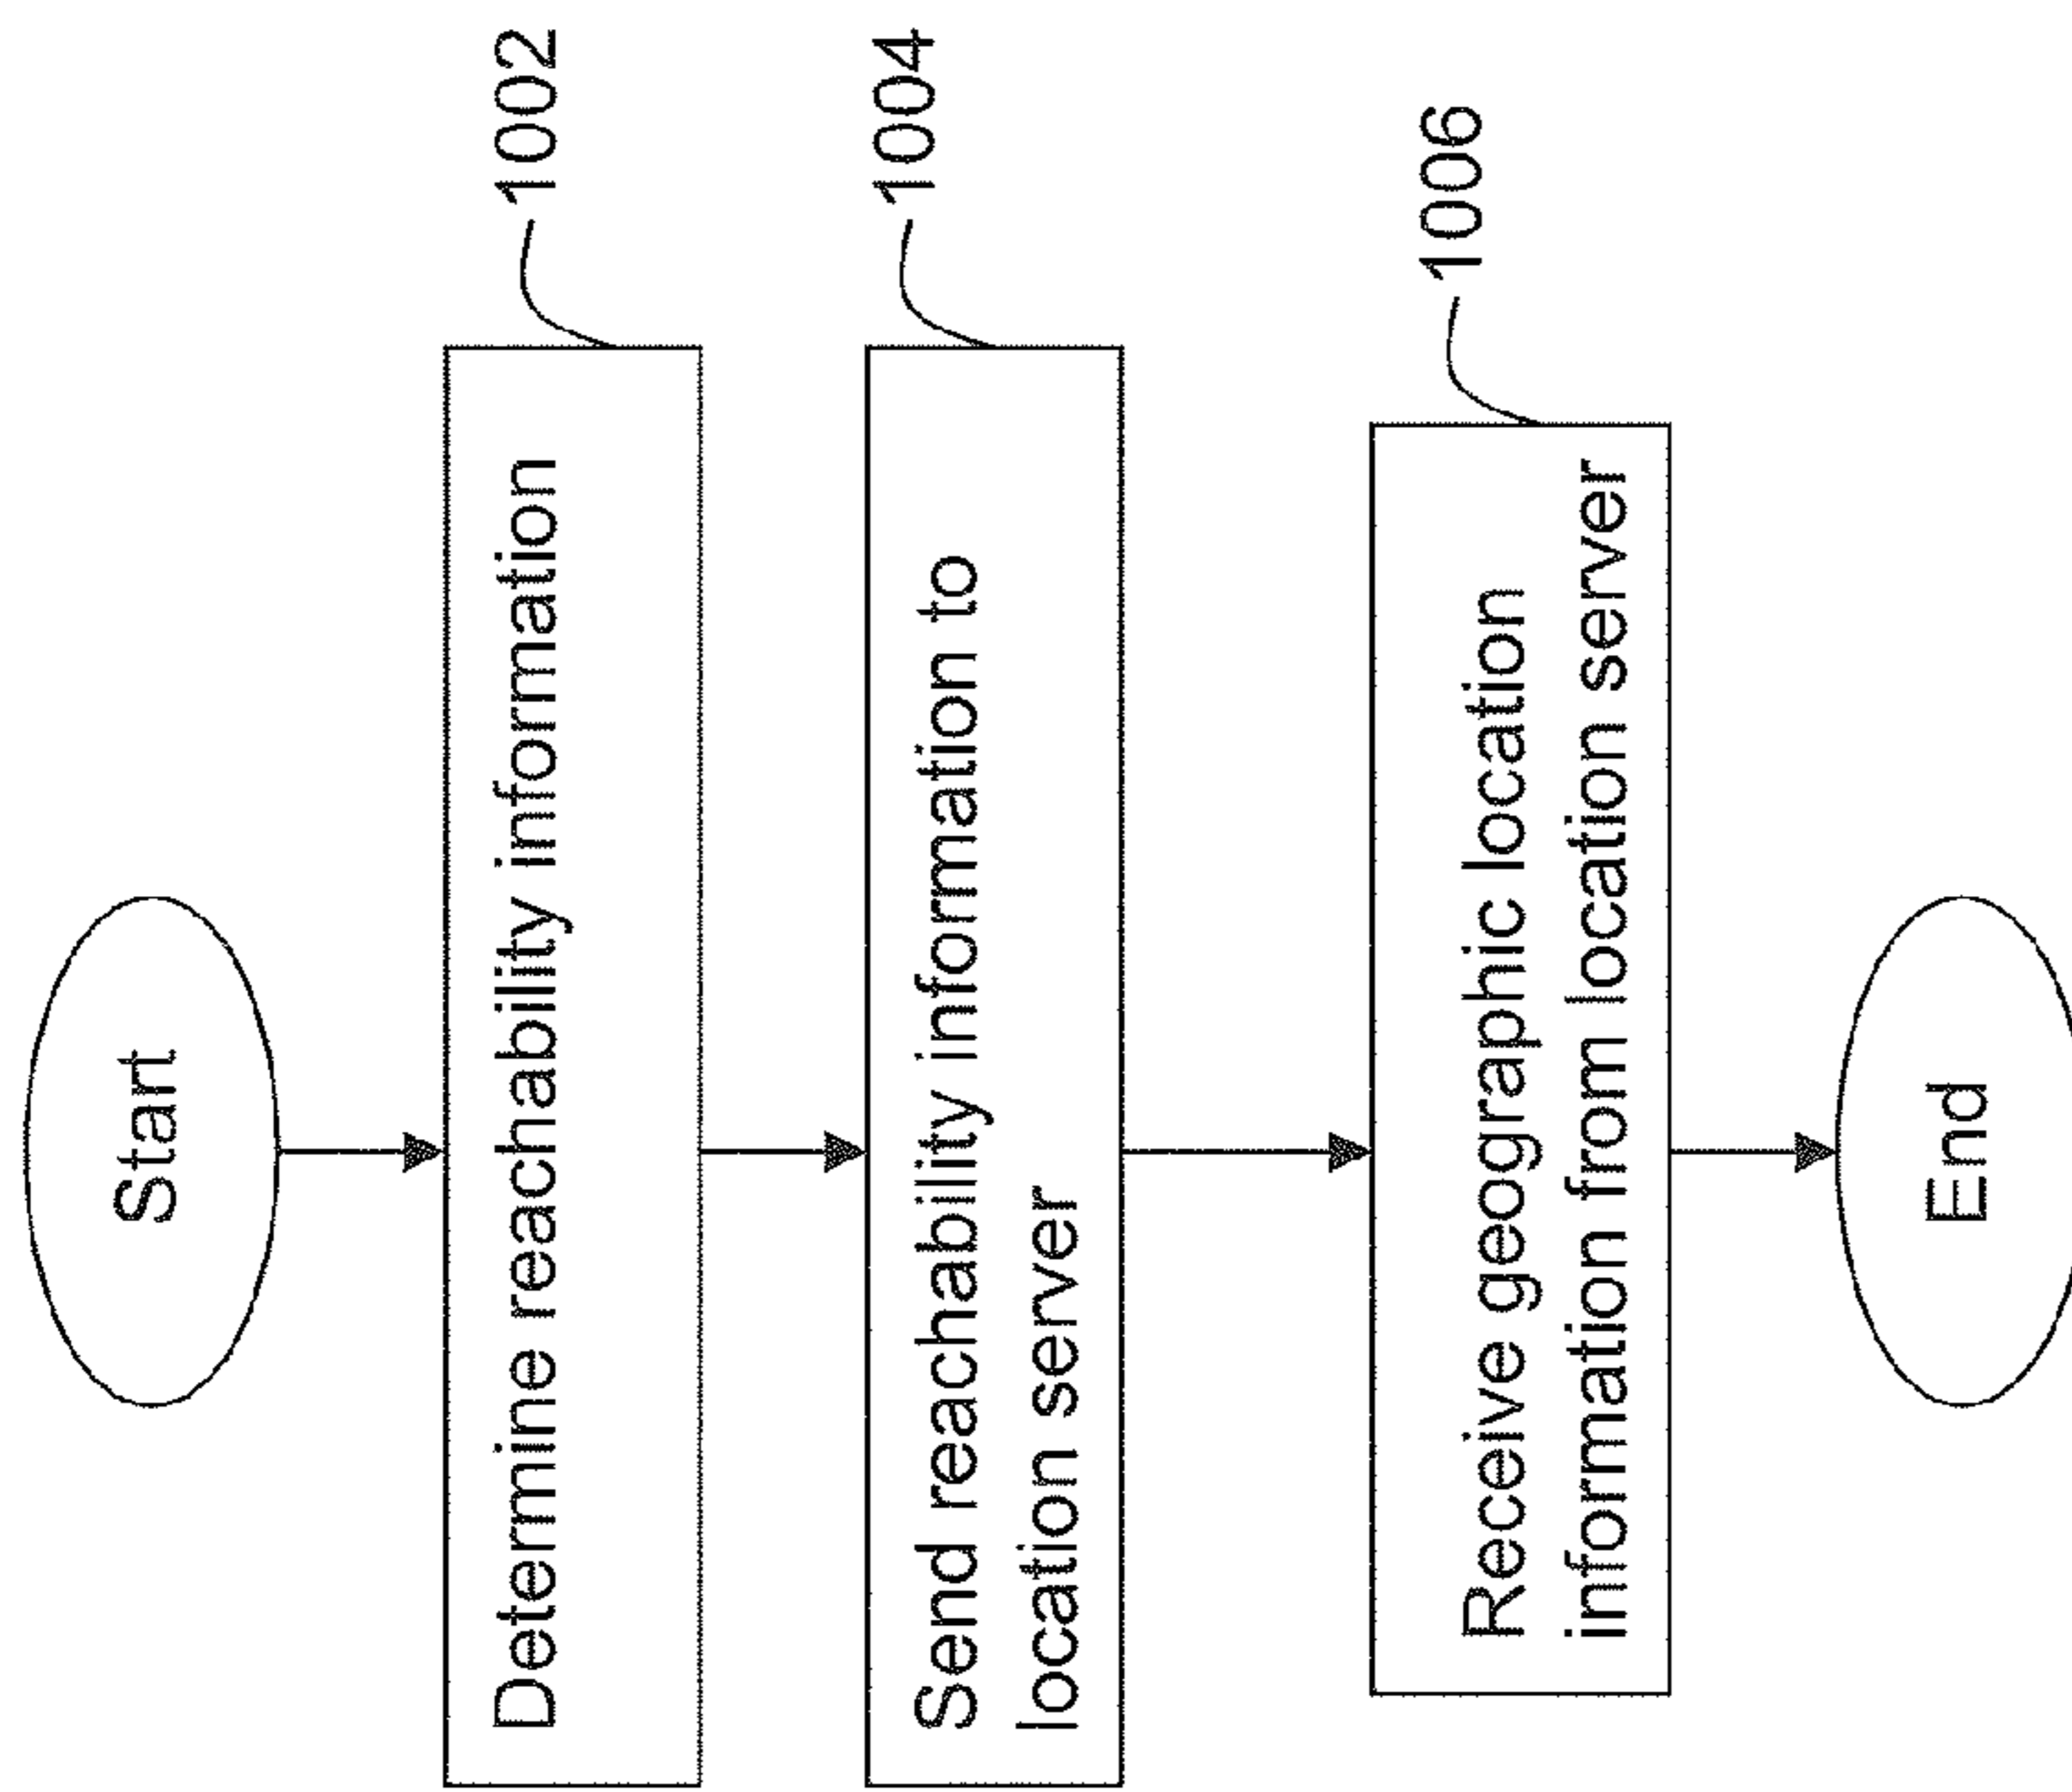 Start
Determine reachability information
1002
Send reachability information to
location server
1004
Receive geographic location
information from location server
1006
End